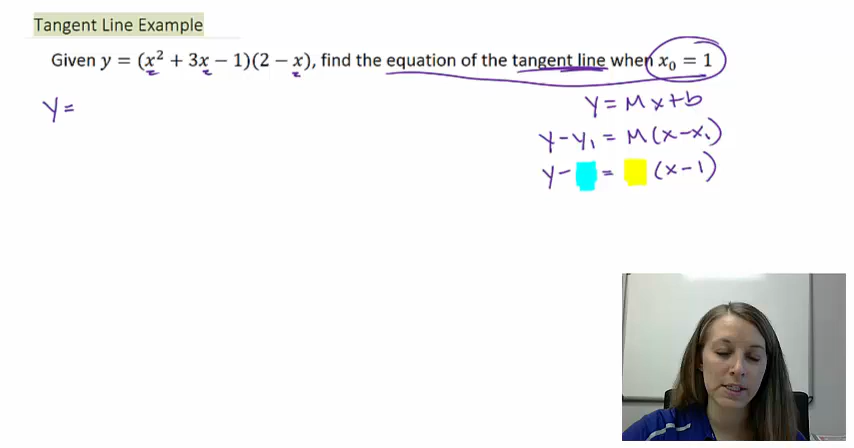 Tangent Line Example
Given y = (x² + 3x − 1)(2 − x), find the equation of the tangent line when x₀ = 1
y =
y = mx + b
y − y₁ = m(x − x₁)
y − = (x − 1)